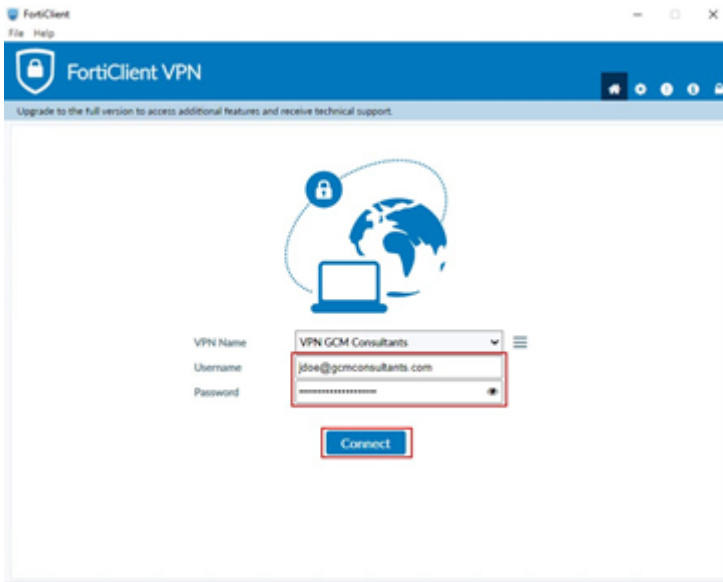 FortiClient
File Help
FortiClient VPN
Upgrade to the full version to access additional features and receive technical support.
VPN Name VPN GCM Consultants
Username jdoe@gcmconsultants.com
Password ••••••••••••••••••
Connect